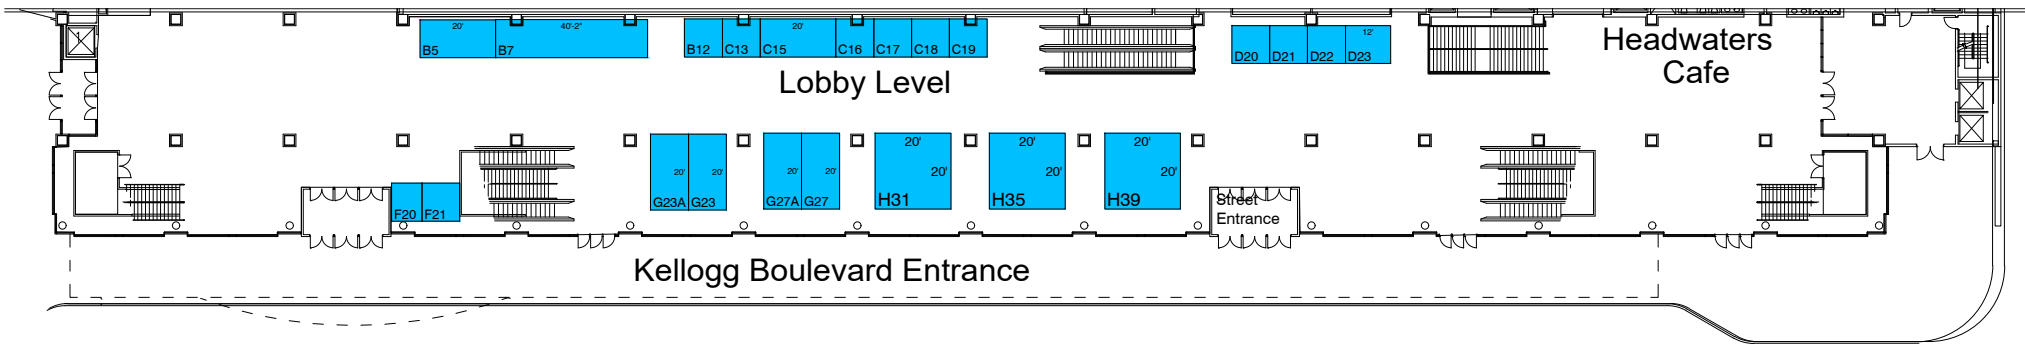 20' 40'-2" 20' 12'
B5 B7 B12 C13 C15 C16 C17 C18 C19 D20 D21 D22 D23
Headwaters
Cafe
Lobby Level
20' 20' 20' 20' 20' 20' 20'
20' 20' 20'
F20 F21 G23A G23 G27A G27 H31 H35 H39
Street
Entrance
Kellogg Boulevard Entrance